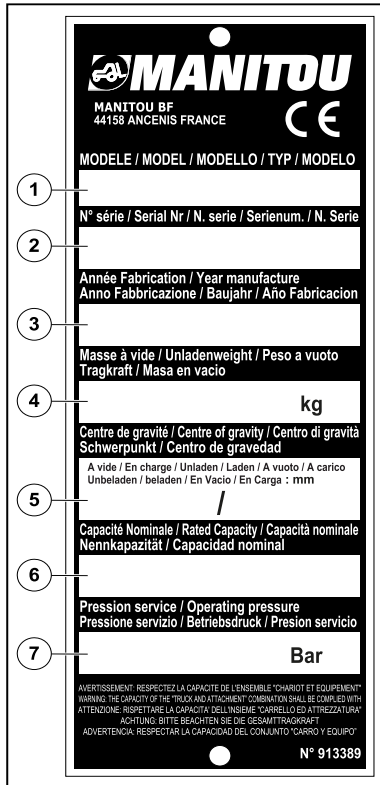 MANITOU
MANITOU BF
44158 ANCENIS FRANCE
CE
MODELE / MODEL / MODELLO / TYP / MODELO
1
N° série / Serial Nr / N. serie / Serienum. / N. Serie
2
Année Fabrication / Year manufacture
Anno Fabbricazione / Baujahr / Año Fabricacion
3
Masse à vide / Unladenweight / Peso a vuoto
Tragkraft / Masa en vacio
4
kg
Centre de gravité / Centre of gravity / Centro di gravità
Schwerpunkt / Centro de gravedad
A vide / En charge / Unladen / Laden / A vuoto / A carico
Unbeladen / beladen / En Vacio / En Carga : mm
5
/
Capacité Nominale / Rated Capacity / Capacità nominale
Nennkapazität / Capacidad nominal
6
Pression service / Operating pressure
Pressione servizio / Betriebsdruck / Presion servicio
7
Bar
AVERTISSEMENT: RESPECTEZ LA CAPACITE DE L'ENSEMBLE "CHARIOT ET EQUIPEMENT"
WARNING: THE CAPACITY OF THE "TRUCK AND ATTACHMENT" COMBINATION SHALL BE COMPLIED WITH
ATTENZIONE: RISPETTARE LA CAPACITA' DELL'INSIEME "CARRELLO ED ATTREZZATURA"
ACHTUNG: BITTE BEACHTEN SIE DIE GESAMTTRAGKRAFT
ADVERTENCIA: RESPECTAR LA CAPACIDAD DEL CONJUNTO "CARRO Y EQUIPO"
N° 913389